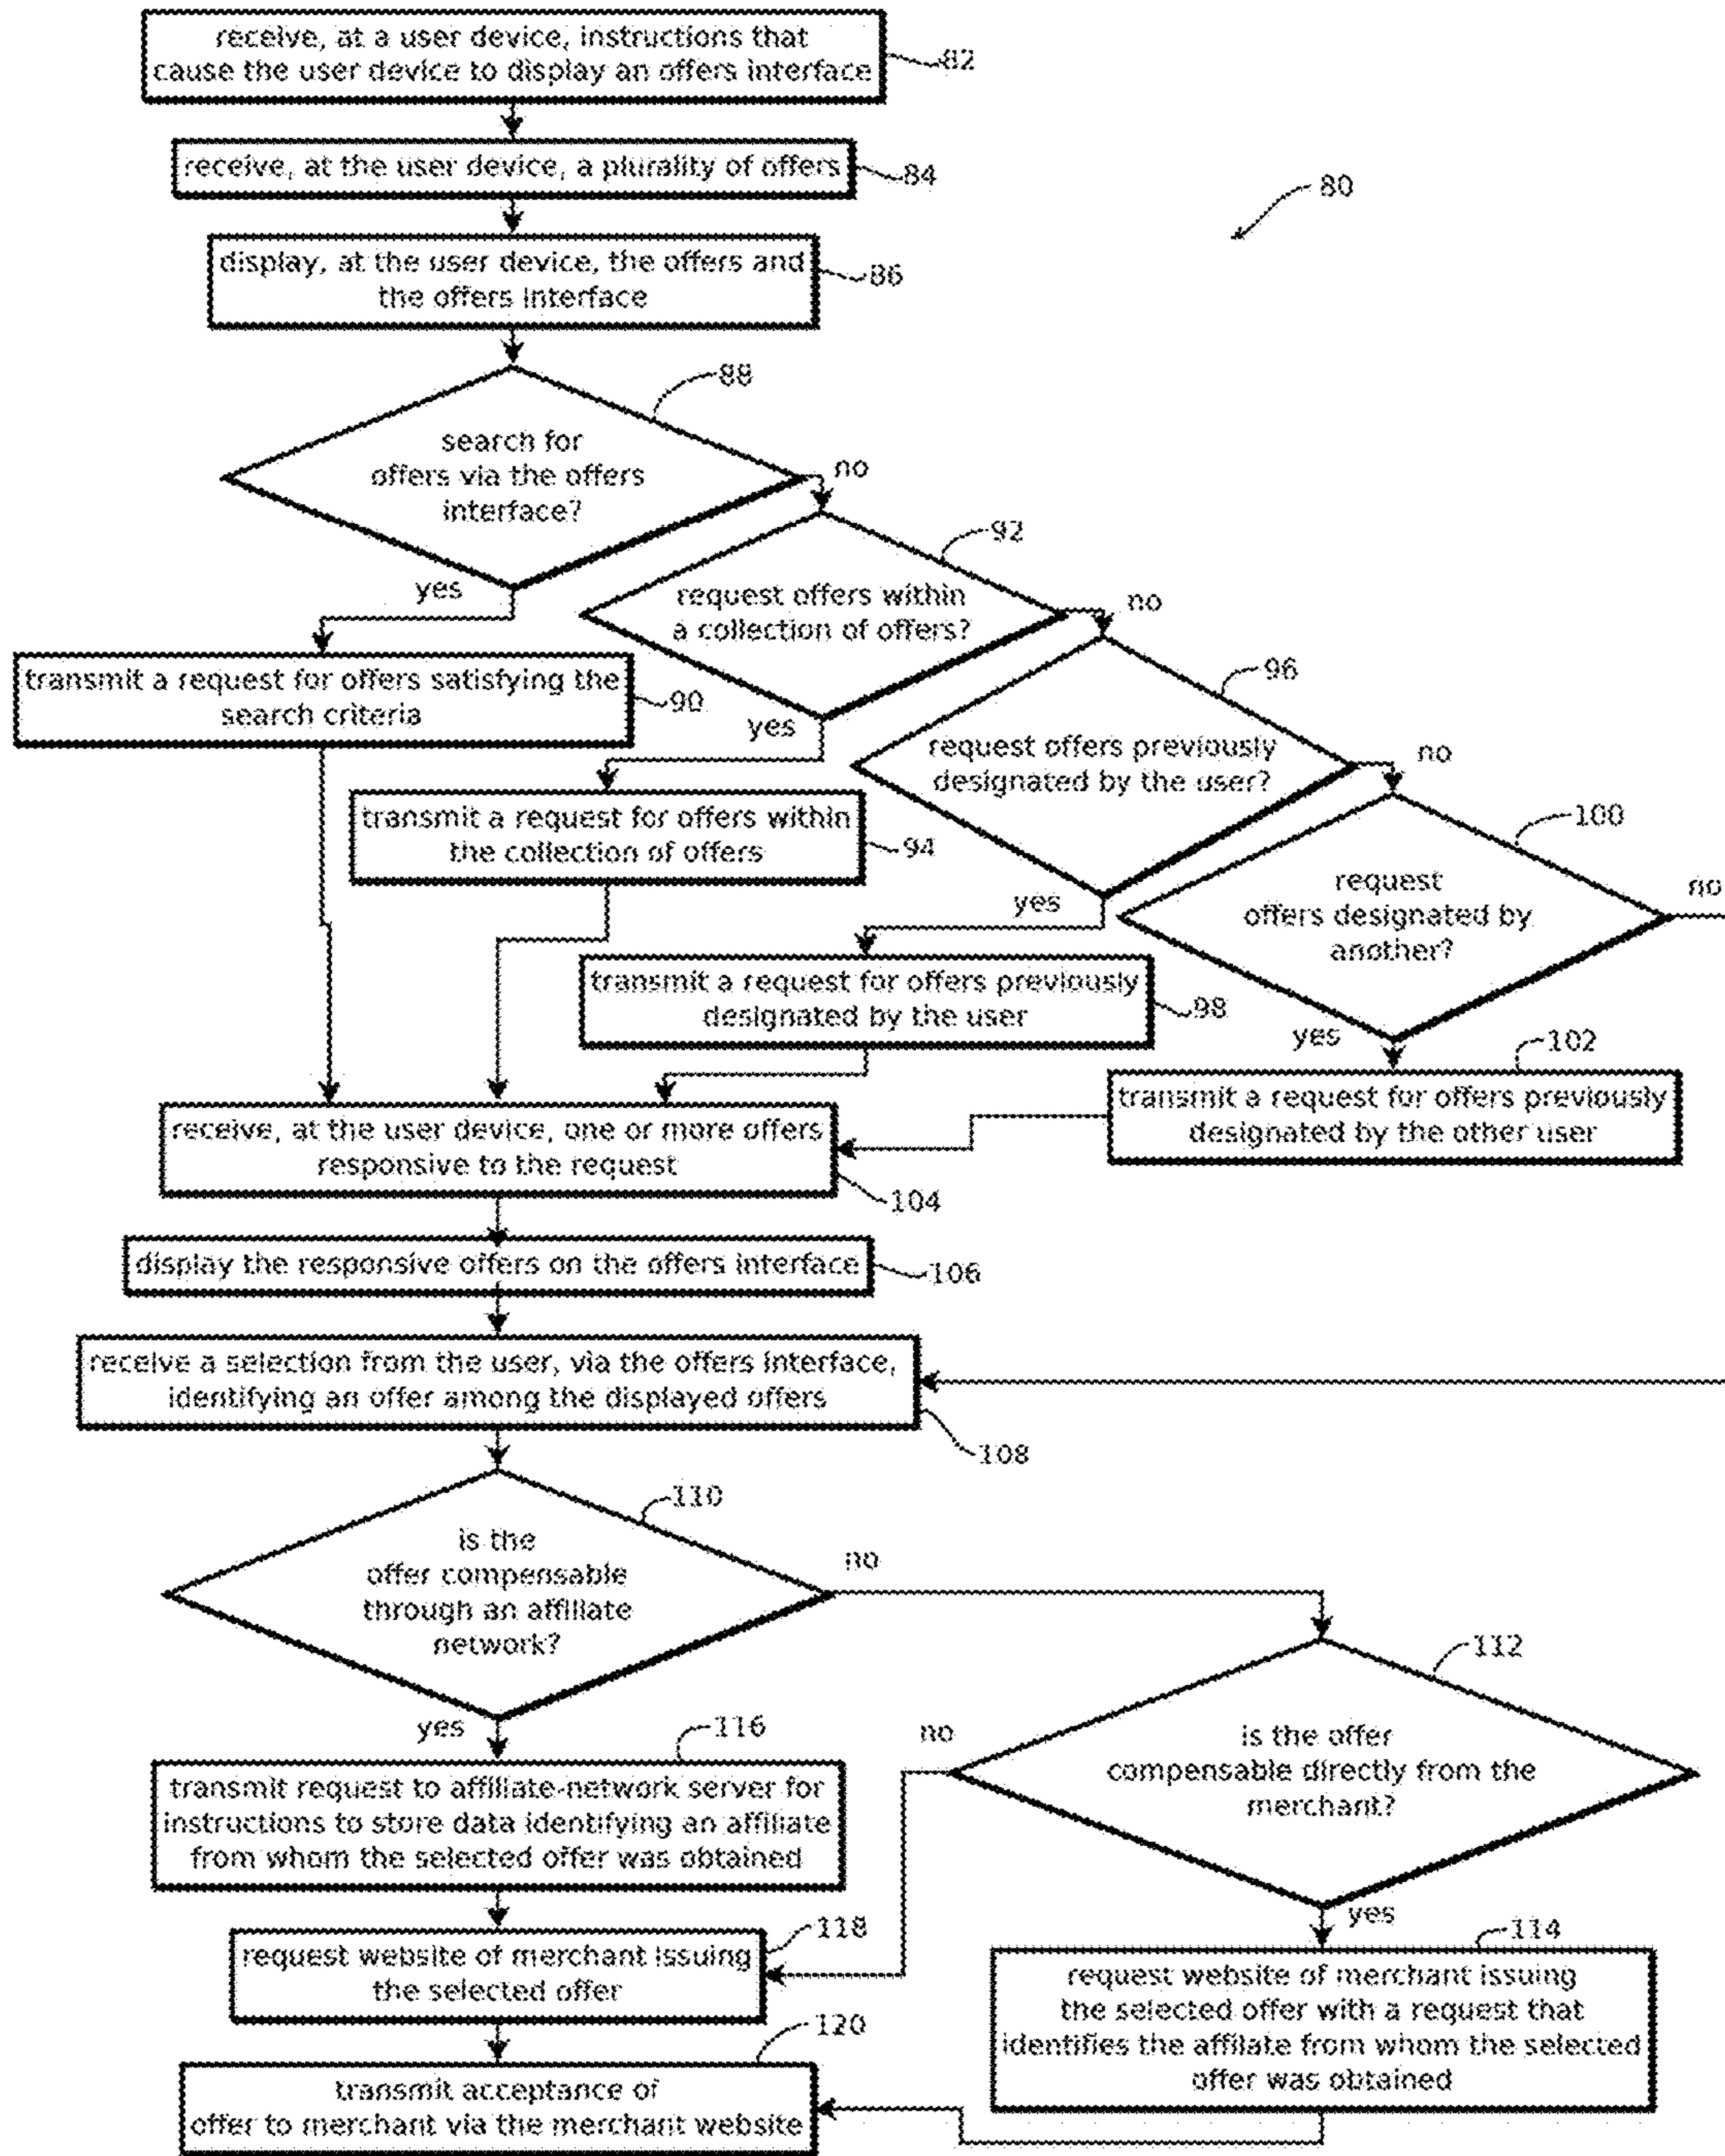 receive, at a user device, instructions that
cause the user device to display an offers interface
82
receive, at the user device, a plurality of offers
84
80
display, at the user device, the offers and
the offers interface
86
88
search for
offers via the offers
interface?
no
yes
92
request offers within
a collection of offers?
no
yes
transmit a request for offers satisfying the
search criteria
90
96
request offers previously
designated by the user?
no
yes
transmit a request for offers within
the collection of offers
94
100
request
offers designated by
another?
no
yes
transmit a request for offers previously
designated by the user
98
102
transmit a request for offers previously
designated by the other user
receive, at the user device, one or more offers
responsive to the request
104
display the responsive offers on the offers interface
106
receive a selection from the user, via the offers interface,
identifying an offer among the displayed offers
108
110
is the
offer compensable
through an affiliate
network?
no
yes
112
is the offer
compensable directly from the
merchant?
no
yes
116
transmit request to affiliate-network server for
instructions to store data identifying an affiliate
from whom the selected offer was obtained
118
request website of merchant issuing
the selected offer
114
request website of merchant issuing
the selected offer with a request that
identifies the affilate from whom the selected
offer was obtained
120
transmit acceptance of
offer to merchant via the merchant website